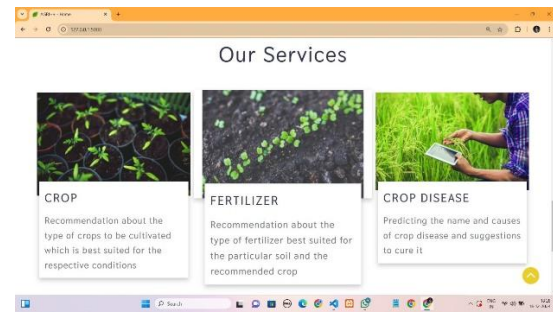 Our Services
CROP
Recommendation about the
type of crops to be cultivated
which is best suited for the
respective conditions
FERTILIZER
Recommendation about the
type of fertilizer best suited for
the particular soil and the
recommended crop
CROP DISEASE
Predicting the name and causes
of crop disease and suggestions
to cure it
Search
ENG